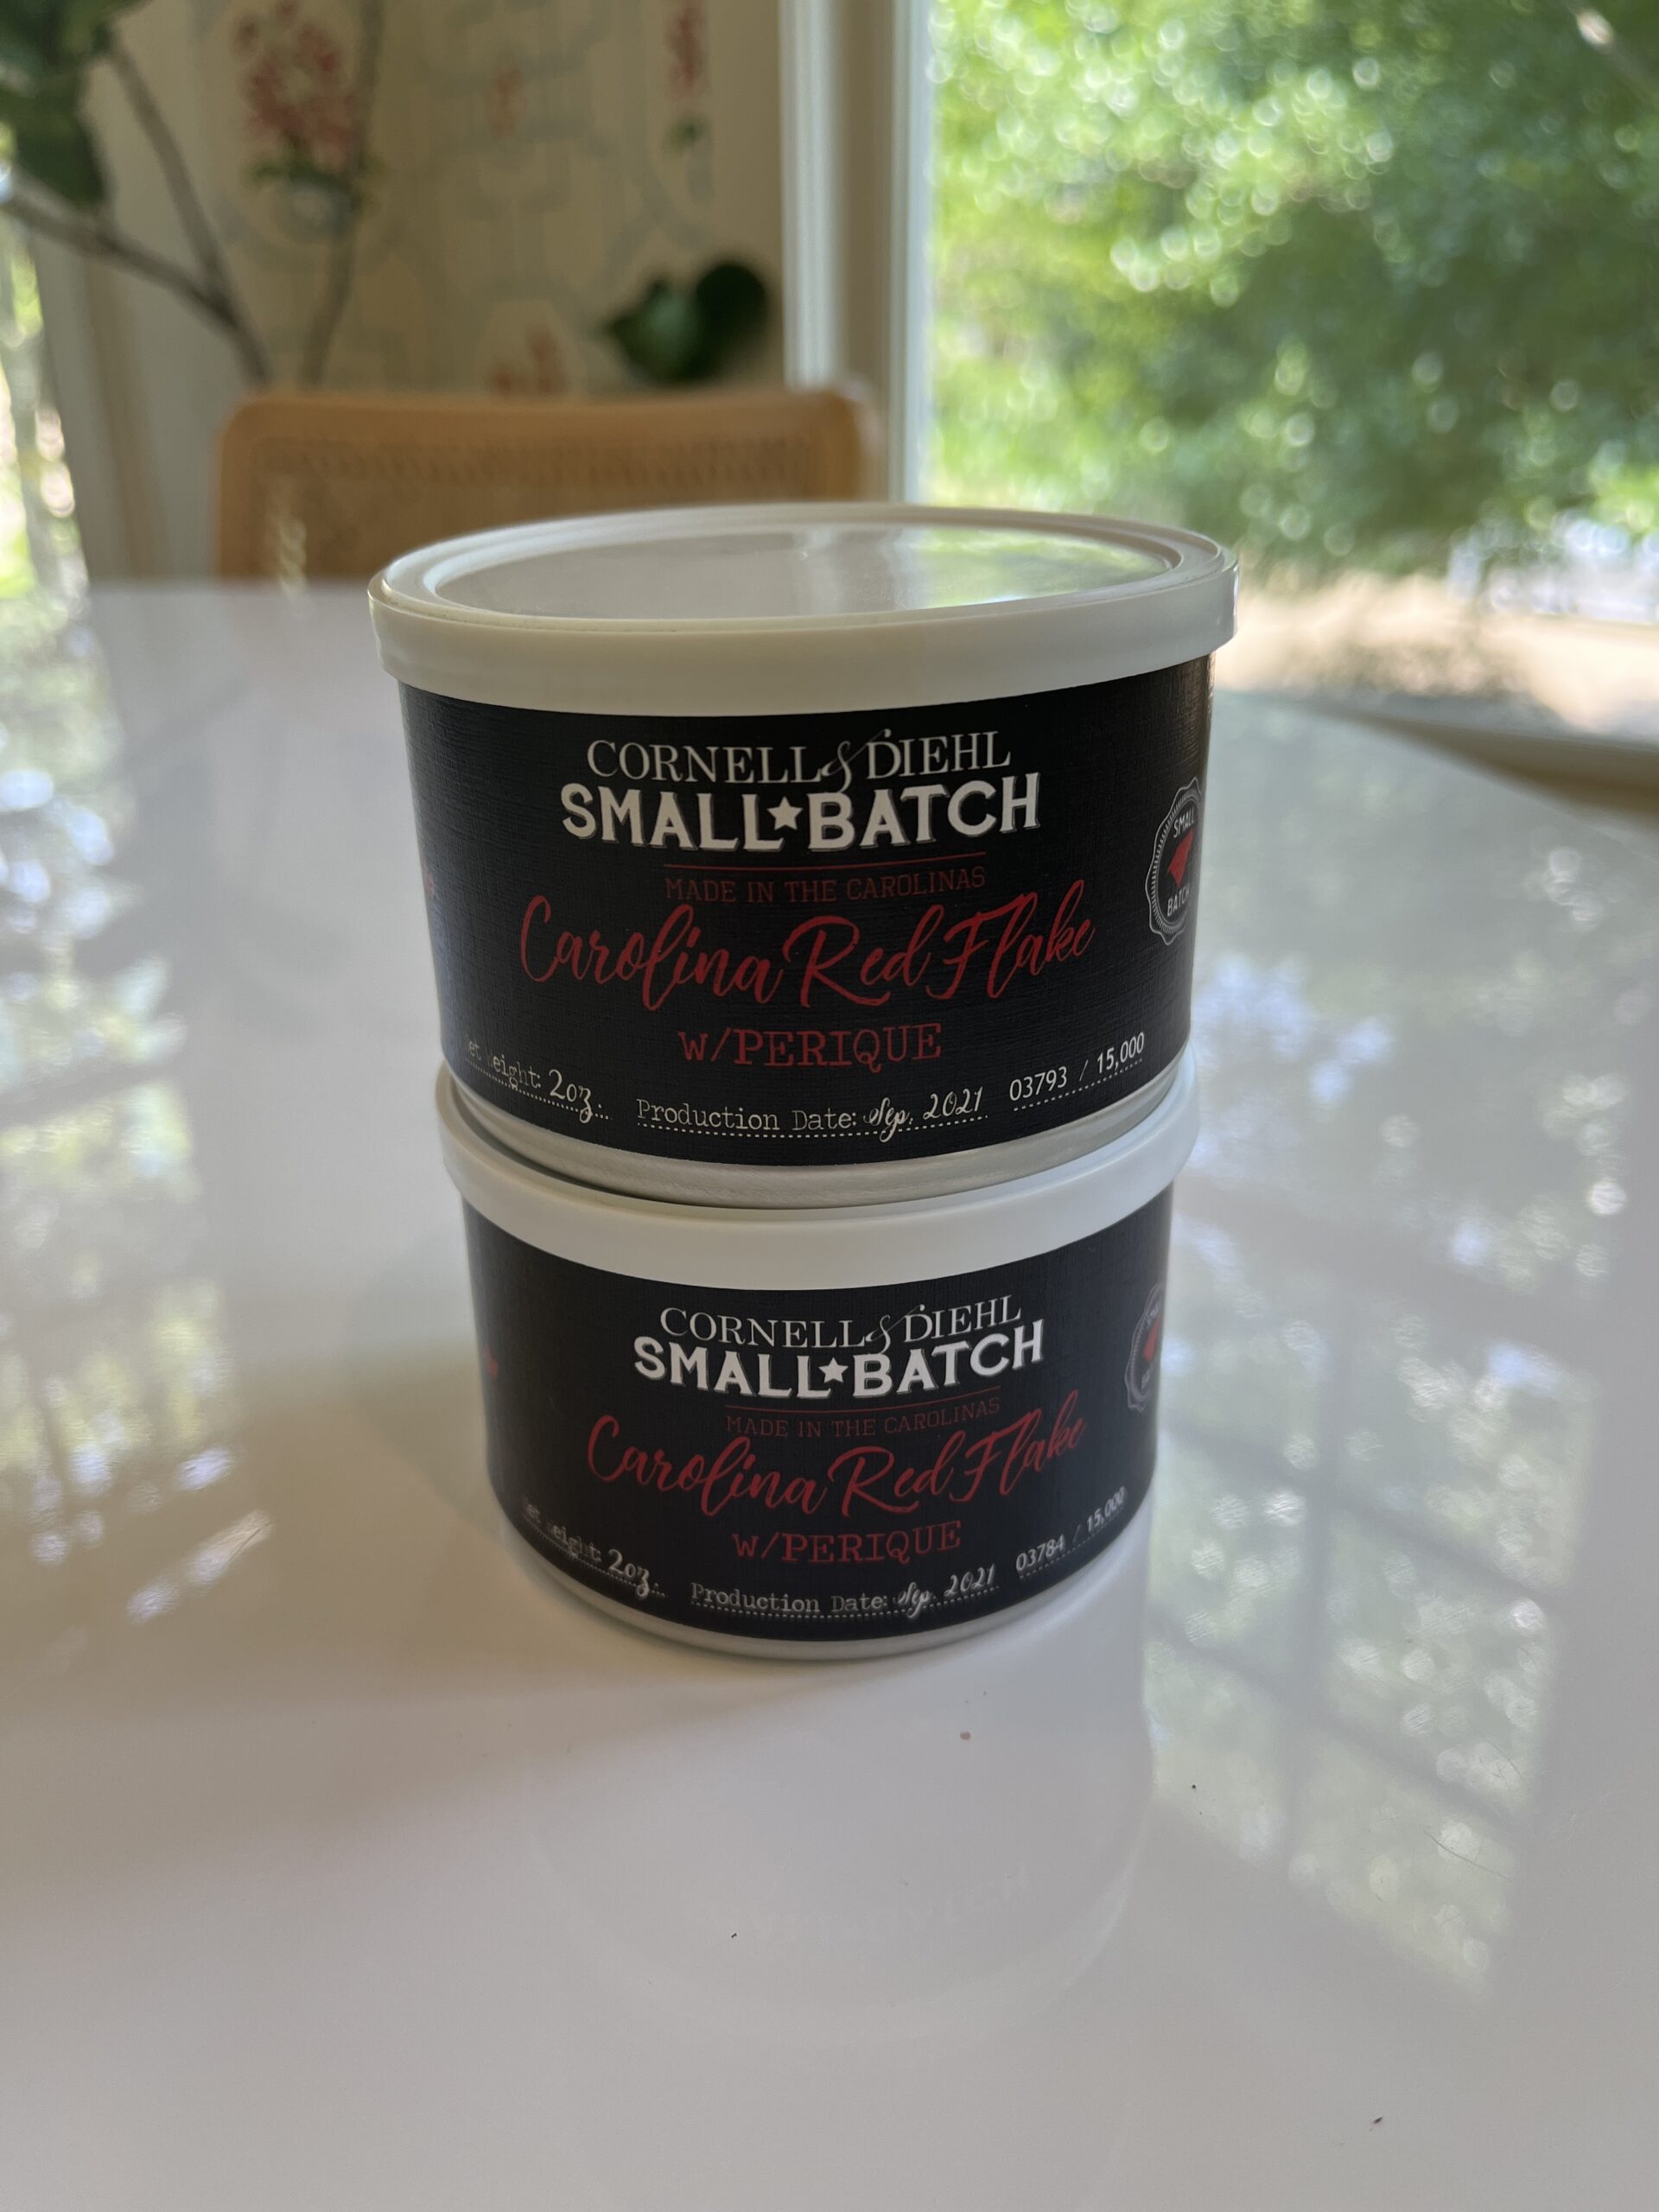 CORNELL & DIEHL
SMALL★BATCH
MADE IN THE CAROLINAS
Carolina Red Flake
w/PERIQUE
2oz.
Production Date: Sep. 2021
03793 / 15,000
SMALL
BATCH
CORNELL & DIEHL
SMALL★BATCH
MADE IN THE CAROLINAS
Carolina Red Flake
w/PERIQUE
2oz.
Production Date: Sep. 2021
03784 / 15,000